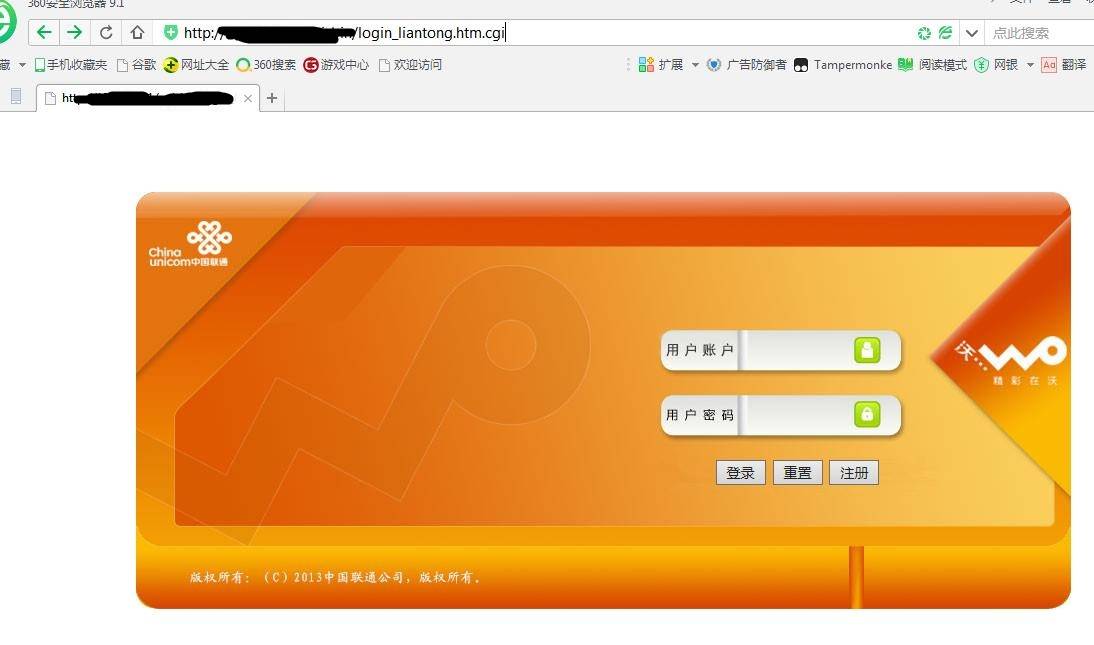 360安全浏览器 9.1
http:/ /login_liantong.htm.cgi
点此搜索
藏 手机收藏夹 谷歌 网址大全 360搜索 游戏中心 欢迎访问 扩展 广告防御者 Tampermonke 阅读模式 网银 翻译
htt
China
unicom中国联通
用户账户
沃...
WO
精彩在沃
用户密码
登录 重置 注册
版权所有：（C）2013中国联通公司，版权所有。